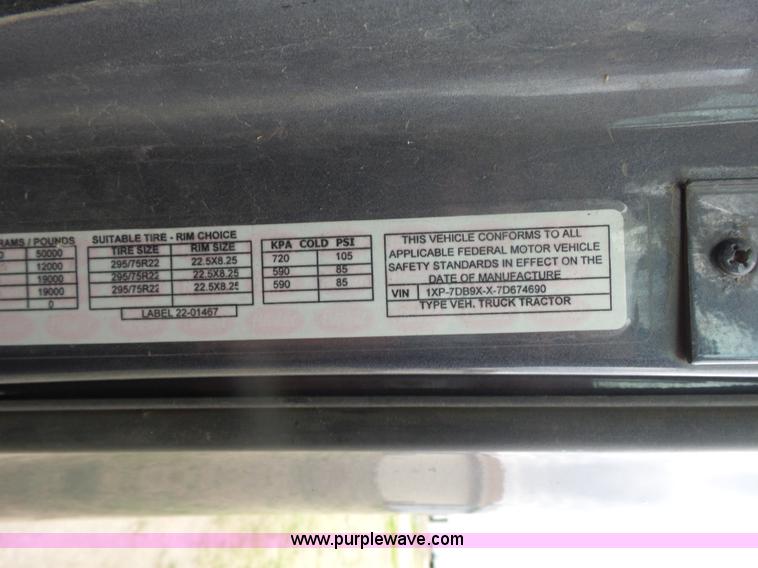 RAMS / POUNDS
50000
12000
19000
19000
0
SUITABLE TIRE - RIM CHOICE
TIRE SIZE RIM SIZE
295/75R22 22.5X8.25
295/75R22 22.5X8.25
295/75R22 22.5X8.25
LABEL 22-01467
KPA COLD PSI
720 105
590 85
590 85
THIS VEHICLE CONFORMS TO ALL
APPLICABLE FEDERAL MOTOR VEHICLE
SAFETY STANDARDS IN EFFECT ON THE
DATE OF MANUFACTURE
VIN 1XP-7DB9X-X-7D674690
TYPE VEH. TRUCK TRACTOR
www.purplewave.com